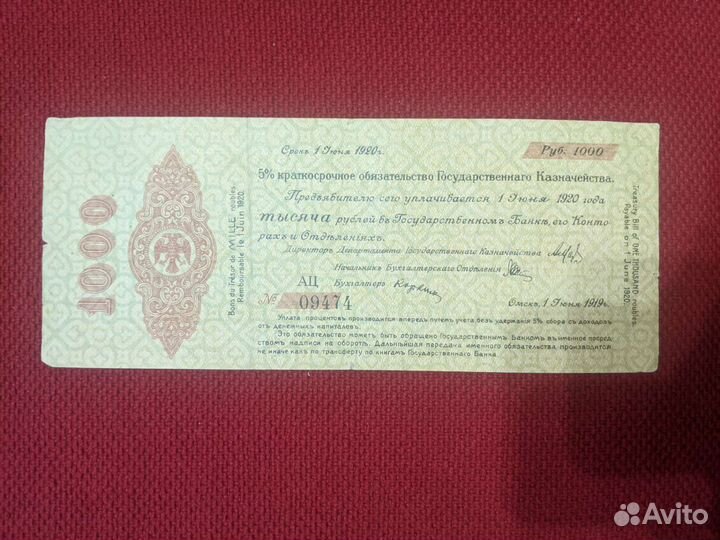 1000
Bons du Trésor de MILLE roubles.
Remboursable le 1 Juin 1920.
Срокъ 1 Іюня 1920 г.
Руб. 1000
5% краткосрочное обязательство Государственнаго Казначейства.
Предъявителю сего уплачивается 1 Іюня 1920 года
тысяча рублей въ Государственномъ Банкѣ, его Конто
рахъ и Отдѣленіяхъ.
Директоръ Департамента Государственнаго Казначейства
Начальникъ Бухгалтерскаго Отдѣленія
АЦ Бухгалтеръ
№ 09474
Омскъ, 1 Іюня 1919 г.
Уплата процентовъ производится впередъ путемъ учета безъ удержанія 5% сбора съ доходовъ
отъ денежныхъ капиталовъ.
Это обязательство можетъ быть обращено Государственнымъ Банкомъ въ именное посред
ствомъ надписи на оборотѣ. Дальнѣйшая передача именного обязательства производится
не иначе какъ по трансферту по книгамъ Государственнаго Банка.
Treasury Bill of ONE THOUSAND roubles.
Payable on 1 June 1920.
Avito